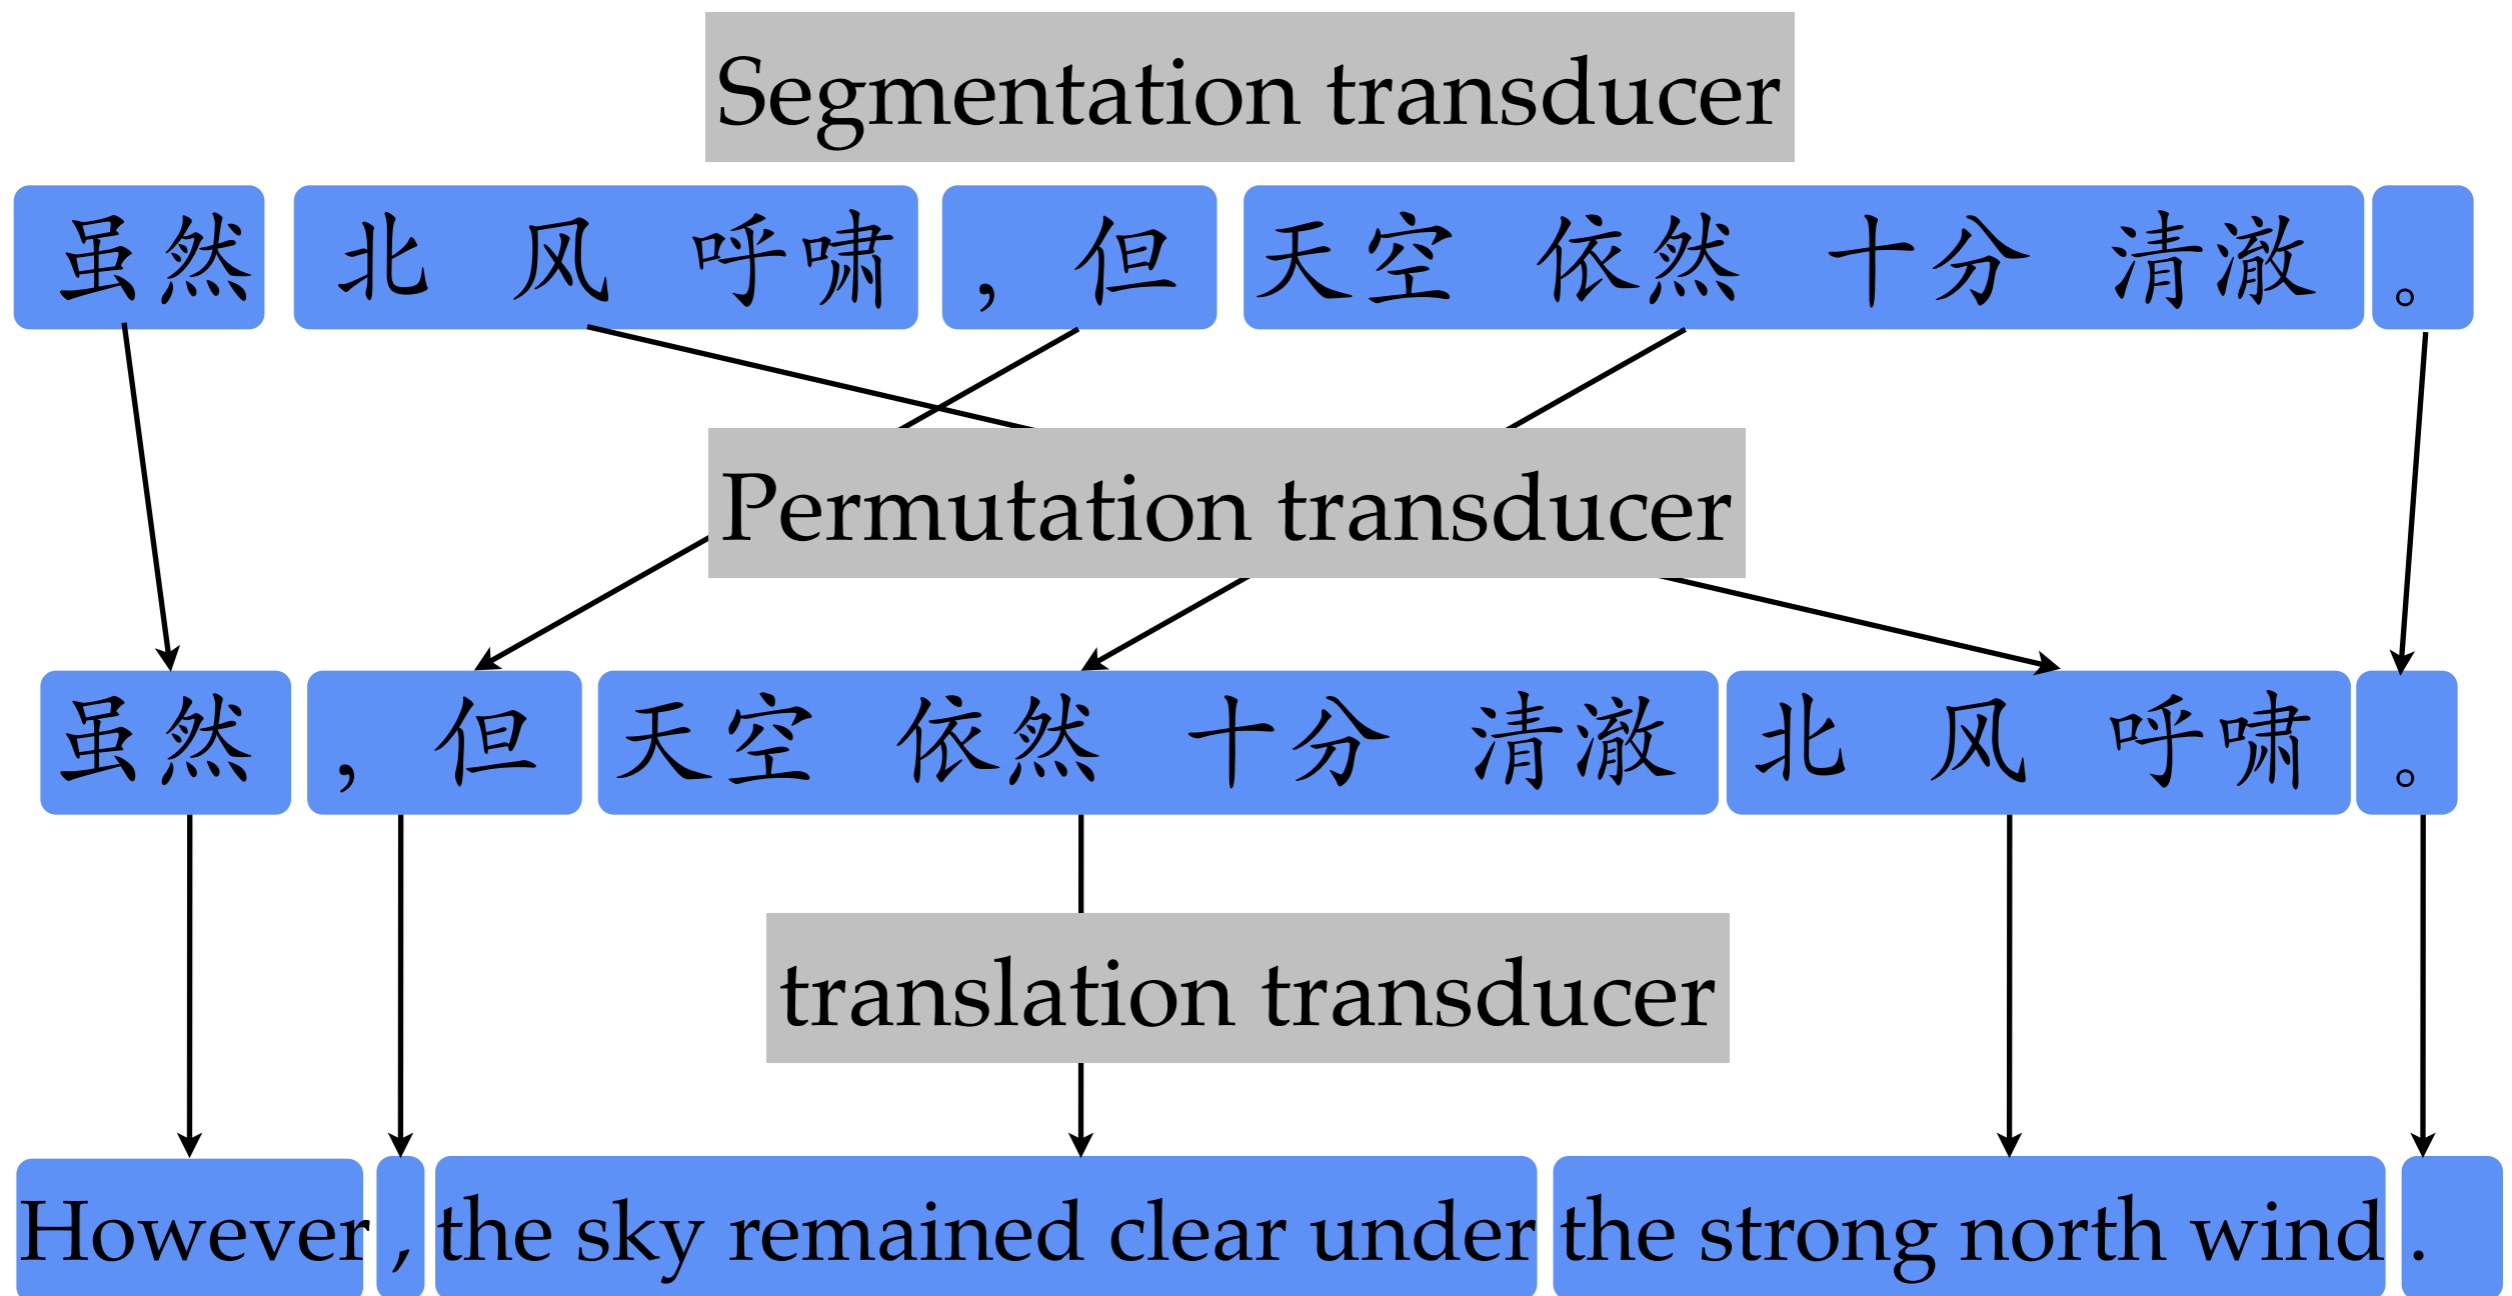 Segmentation transducer
虽然 北 风 呼啸 , 但 天空 依然 十分 清澈 。
Permutation transducer
虽然 , 但 天空 依然 十分 清澈 北 风 呼啸 。
translation transducer
However , the sky remained clear under the strong north wind .